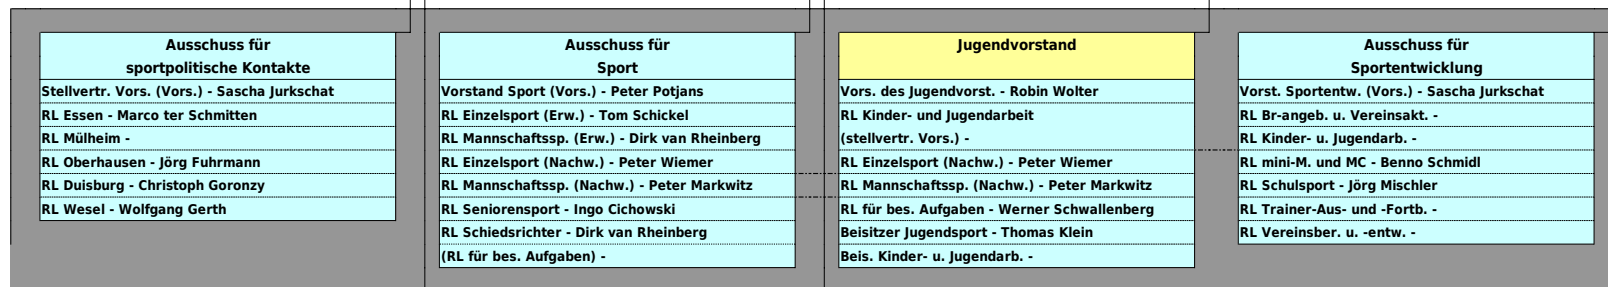 Ausschuss für
sportpolitische Kontakte
Stellvertr. Vors. (Vors.) - Sascha Jurkschat
RL Essen - Marco ter Schmitten
RL Mülheim -
RL Oberhausen - Jörg Fuhrmann
RL Duisburg - Christoph Goronzy
RL Wesel - Wolfgang Gerth
Ausschuss für
Sport
Vorstand Sport (Vors.) - Peter Potjans
RL Einzelsport (Erw.) - Tom Schickel
RL Mannschaftssp. (Erw.) - Dirk van Rheinberg
RL Einzelsport (Nachw.) - Peter Wiemer
RL Mannschaftssp. (Nachw.) - Peter Markwitz
RL Seniorensport - Ingo Cichowski
RL Schiedsrichter - Dirk van Rheinberg
(RL für bes. Aufgaben) -
Jugendvorstand
Vors. des Jugendvorst. - Robin Wolter
RL Kinder- und Jugendarbeit
(stellvertr. Vors.) -
RL Einzelsport (Nachw.) - Peter Wiemer
RL Mannschaftssp. (Nachw.) - Peter Markwitz
RL für bes. Aufgaben - Werner Schwallenberg
Beisitzer Jugendsport - Thomas Klein
Beis. Kinder- u. Jugendarb. -
Ausschuss für
Sportentwicklung
Vorst. Sportentw. (Vors.) - Sascha Jurkschat
RL Br-angeb. u. Vereinsakt. -
RL Kinder- u. Jugendarb. -
RL mini-M. und MC - Benno Schmidl
RL Schulsport - Jörg Mischler
RL Trainer-Aus- und -Fortb. -
RL Vereinsber. u. -entw. -